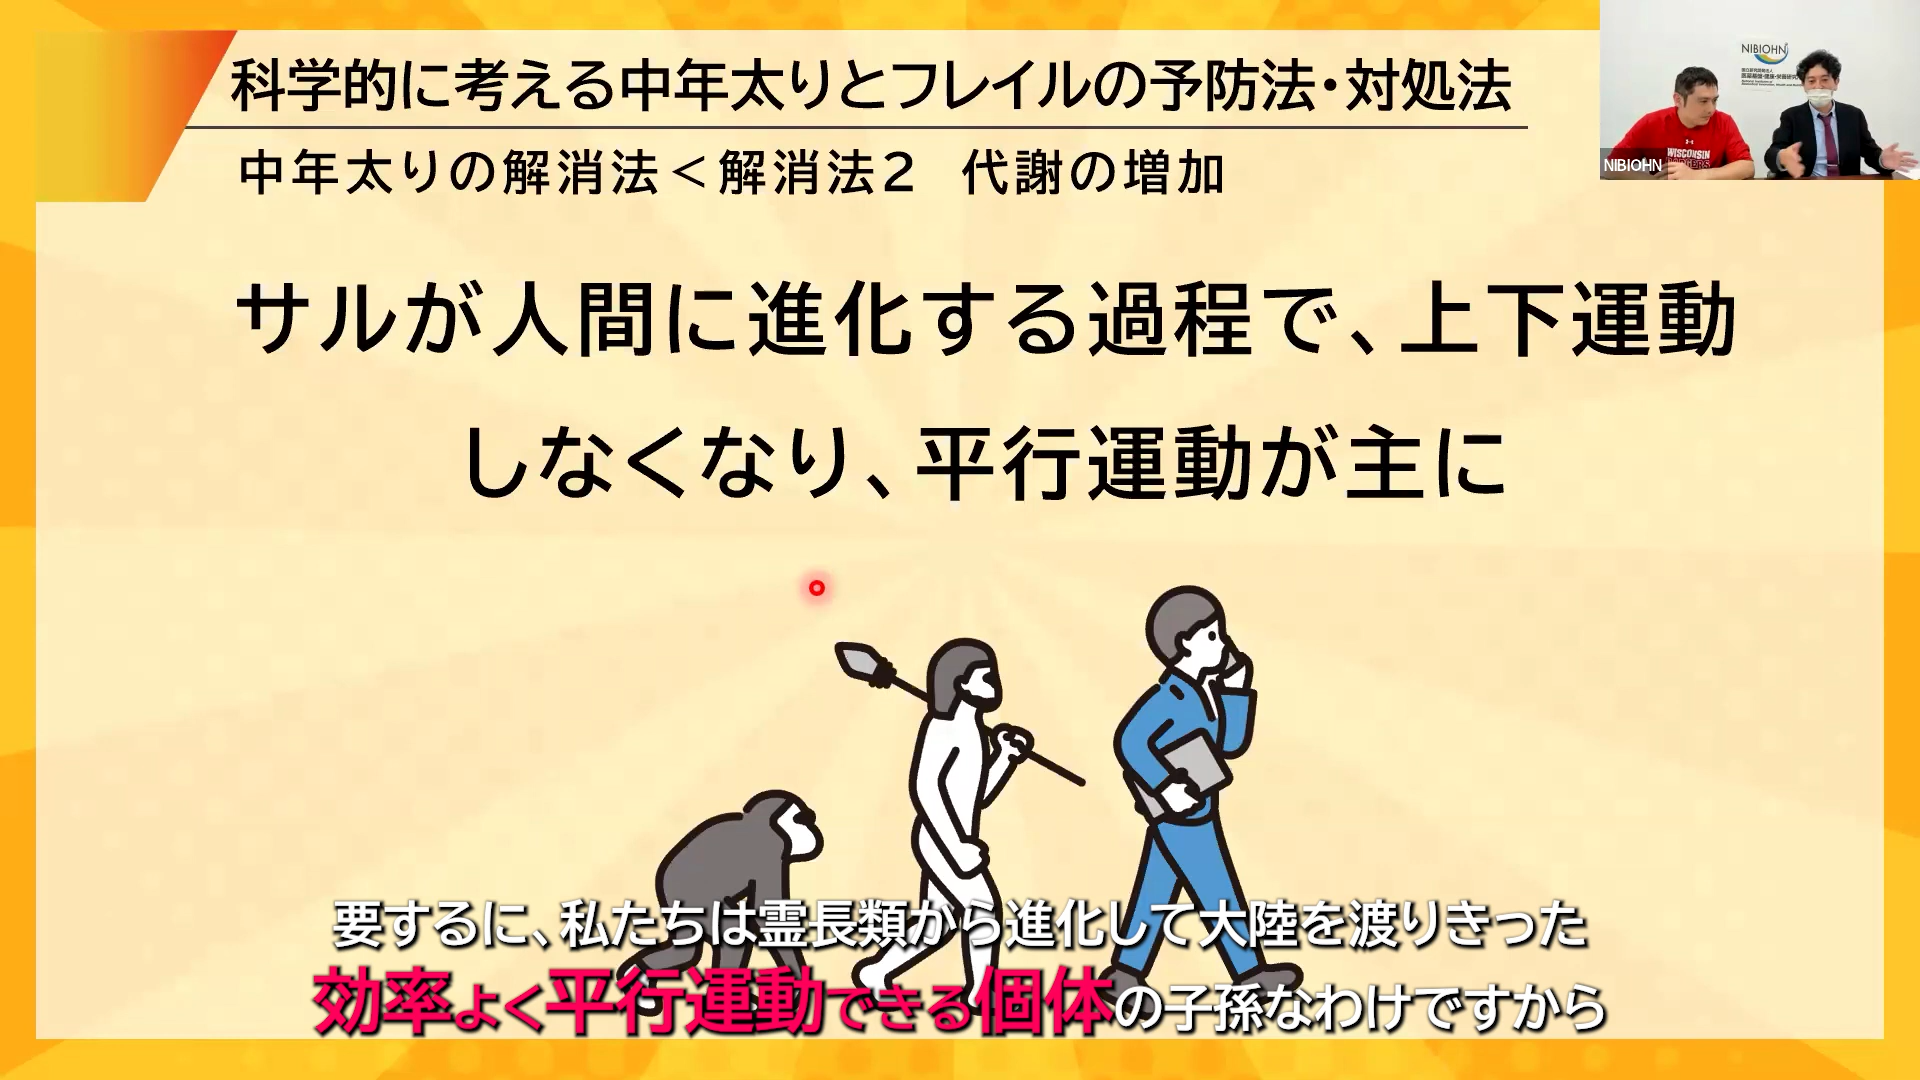 科学的に考える中年太りとフレイルの予防法・対処法
中年太りの解消法＜解消法2　代謝の増加
NIBIOHN
WISCONSIN
NIBIOHN
サルが人間に進化する過程で、上下運動
しなくなり、平行運動が主に
要するに、私たちは霊長類から進化して大陸を渡りきった
効率よく平行運動できる個体の子孫なわけですから